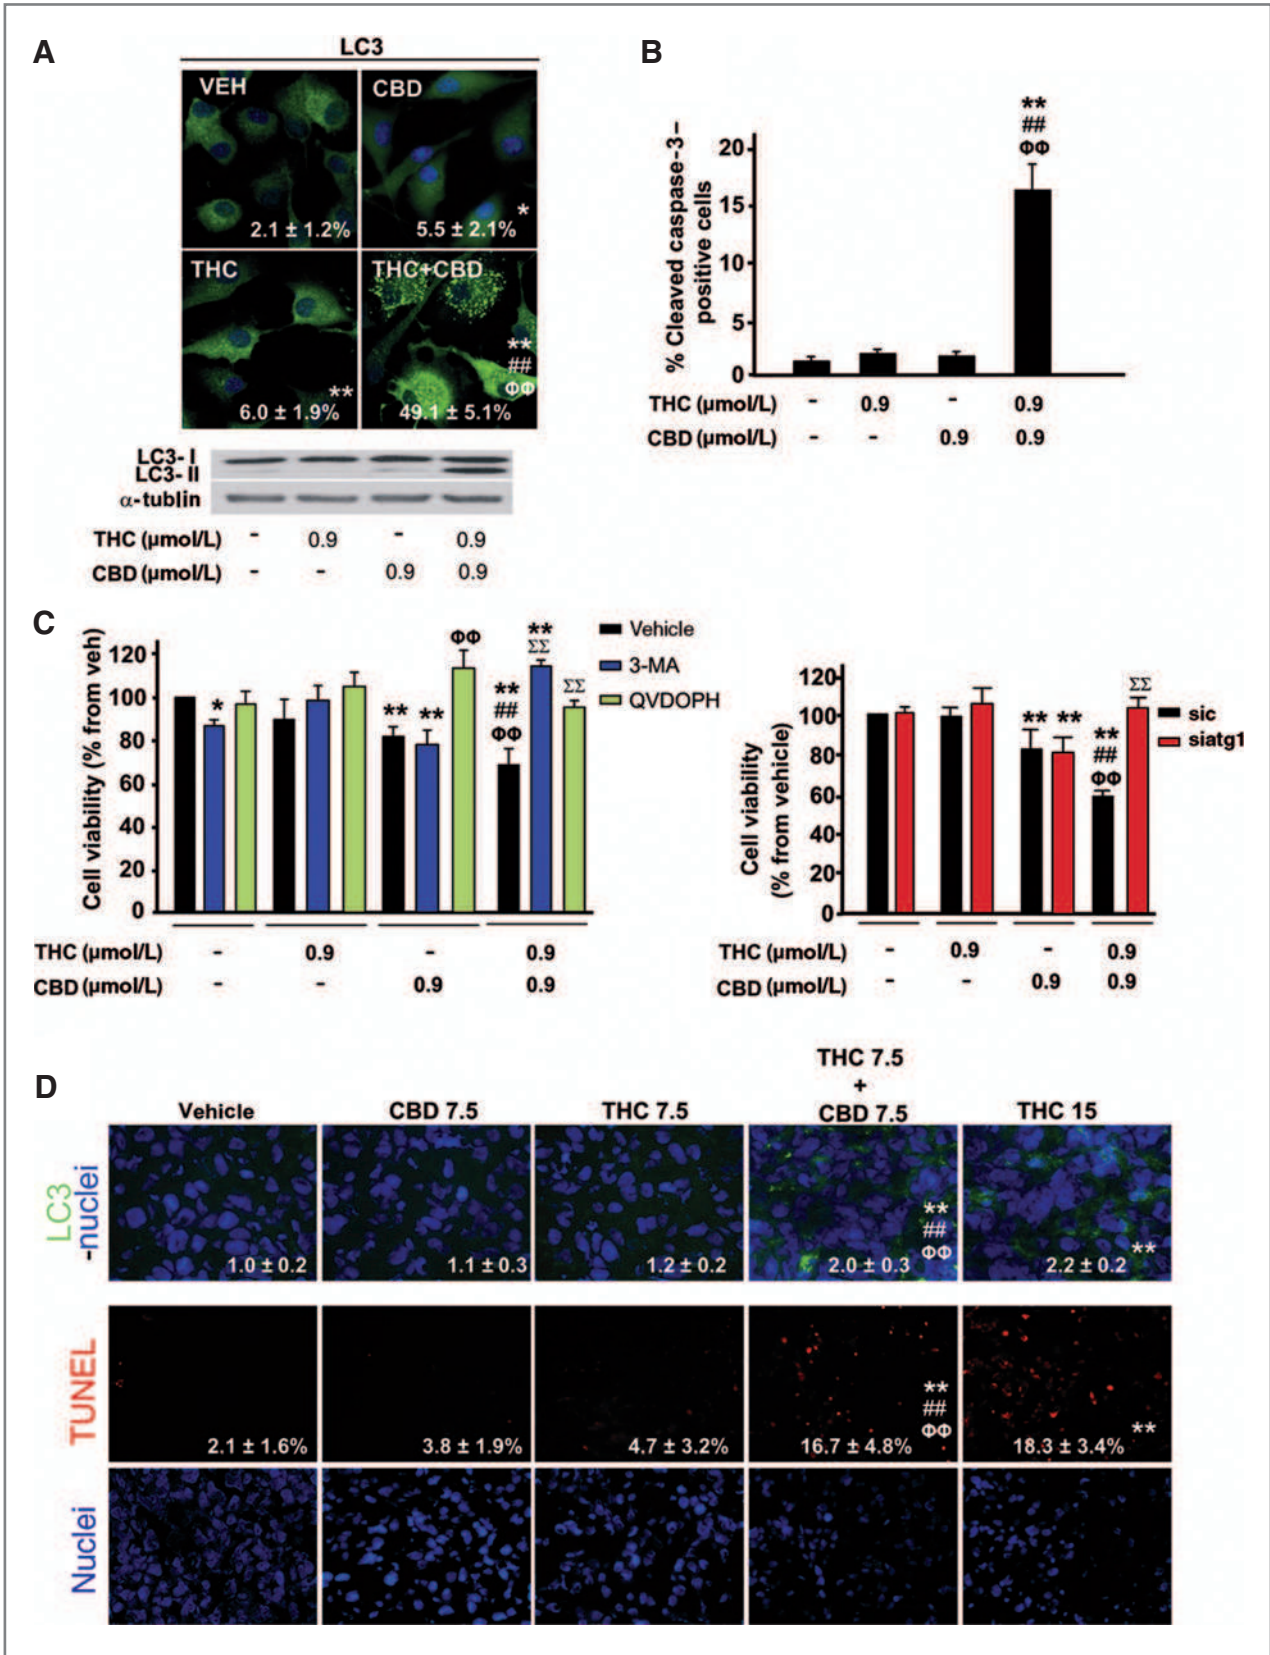 A
LC3
VEH
CBD
2.1 ± 1.2%
5.5 ± 2.1%
*
THC
THC+CBD
**
6.0 ± 1.9%
**
##
ΦΦ
49.1 ± 5.1%
LC3- I
LC3- II
α-tublin
THC (µmol/L) - 0.9 - 0.9
CBD (µmol/L) - - 0.9 0.9
B
% Cleaved caspase-3–
positive cells
20
15
10
5
0
**
##
ΦΦ
THC (µmol/L) - 0.9 - 0.9
CBD (µmol/L) - - 0.9 0.9
C
Cell viability (% from veh)
120
100
80
60
40
20
0
*
**
**
ΦΦ
**
##
ΦΦ
**
ΣΣ
ΣΣ
Vehicle
3-MA
QVDOPH
THC (µmol/L) - 0.9 - 0.9
CBD (µmol/L) - - 0.9 0.9
Cell viability
(% from vehicle)
120
100
80
60
40
20
0
**
**
**
##
ΦΦ
ΣΣ
sic
siatg1
THC (µmol/L) - 0.9 - 0.9
CBD (µmol/L) - - 0.9 0.9
D
Vehicle
CBD 7.5
THC 7.5
THC 7.5
+
CBD 7.5
THC 15
LC3
-nuclei
1.0 ± 0.2
1.1 ± 0.3
1.2 ± 0.2
**
##
ΦΦ
2.0 ± 0.3
**
2.2 ± 0.2
TUNEL
2.1 ± 1.6%
3.8 ± 1.9%
4.7 ± 3.2%
**
##
ΦΦ
16.7 ± 4.8%
**
18.3 ± 3.4%
Nuclei